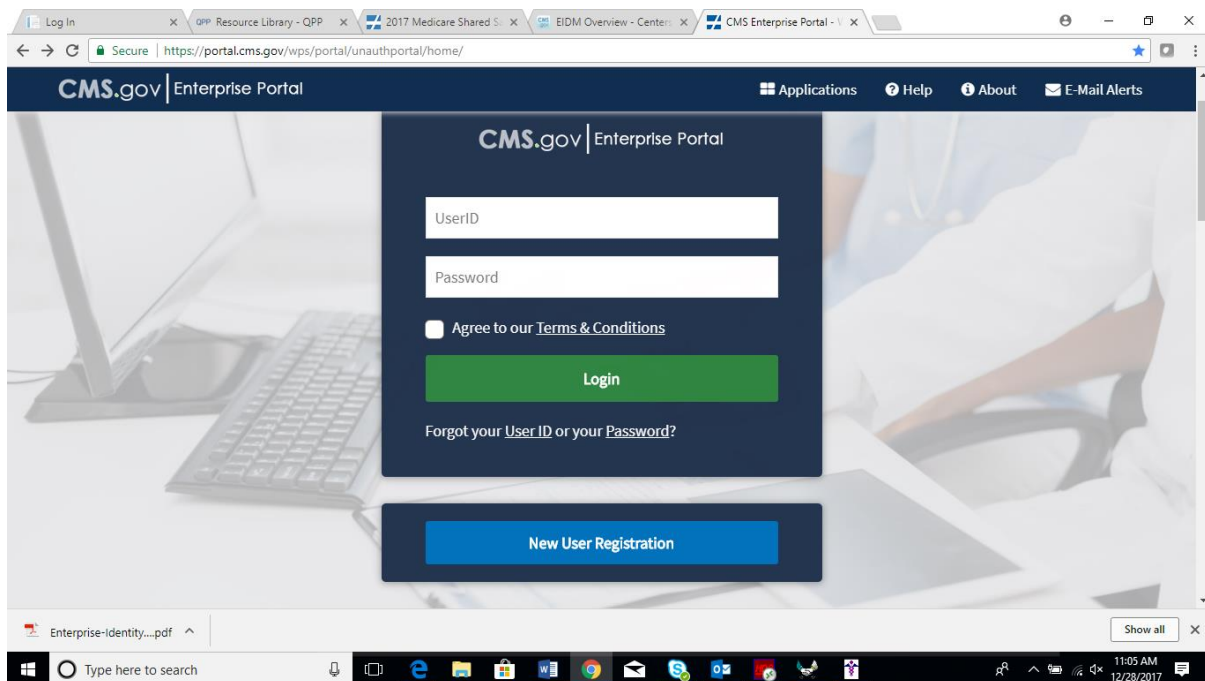 Log In
QPP Resource Library - QPP
2017 Medicare Shared S
EIDM Overview - Center
CMS Enterprise Portal -
Secure https://portal.cms.gov/wps/portal/unauthportal/home/
CMS.gov Enterprise Portal
Applications
Help
About
E-Mail Alerts
CMS.gov Enterprise Portal
UserID
Password
Agree to our Terms & Conditions
Login
Forgot your User ID or your Password?
New User Registration
Enterprise-Identity....pdf
Show all
Type here to search
11:05 AM
12/28/2017